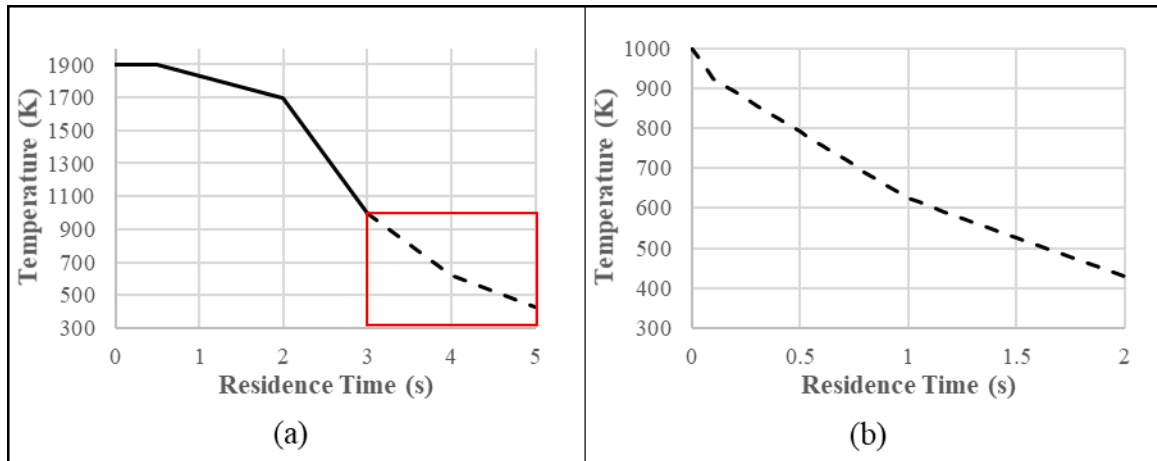 1900
1700
1500
1300
1100
900
700
500
300
Temperature (K)
0 1 2 3 4 5
Residence Time (s)
(a)
1000
900
800
700
600
500
400
300
Temperature (K)
0 0.5 1 1.5 2
Residence Time (s)
(b)